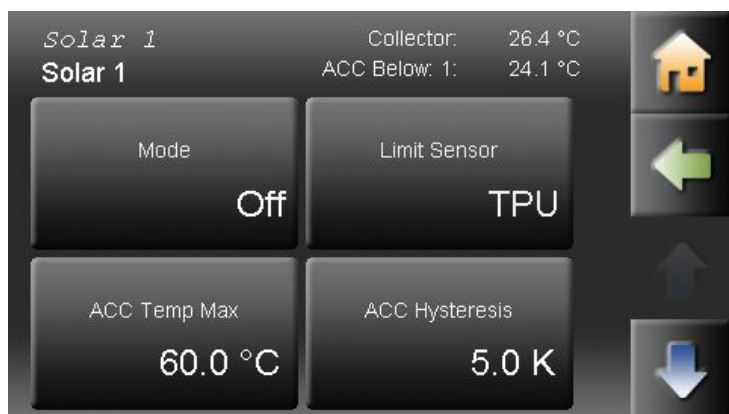 Solar 1
Solar 1
Collector: 26.4 °C
ACC Below: 1: 24.1 °C
Mode
Off
Limit Sensor
TPU
ACC Temp Max
60.0 °C
ACC Hysteresis
5.0 K